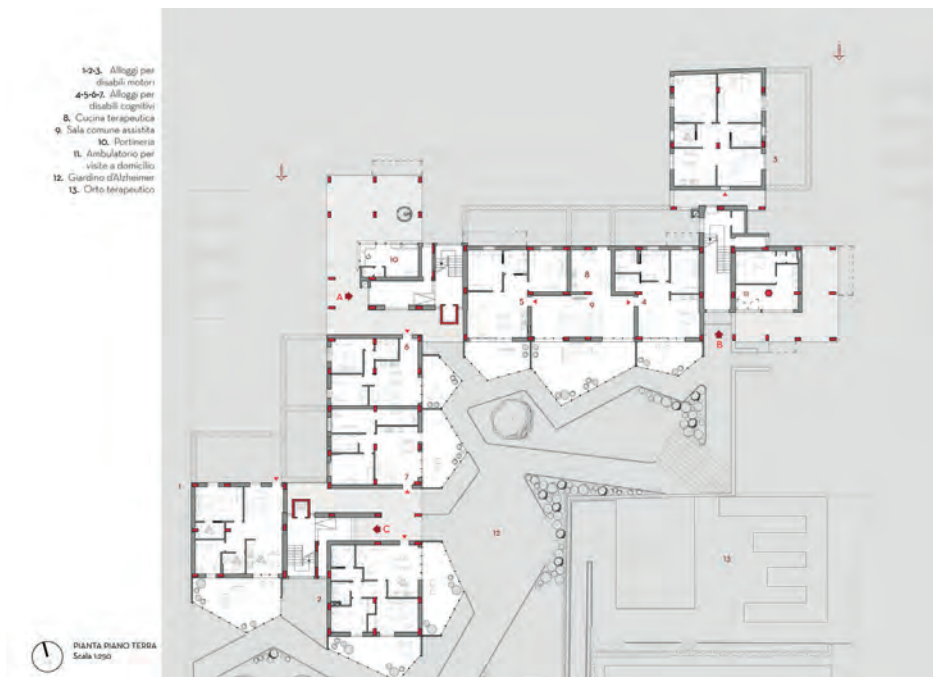 1-2-3. Alloggi per
disabili motori
4-5-6-7. Alloggi per
disabili cognitivi
8. Cucina terapeutica
9. Sala comune assistita
10. Portineria
11. Ambulatorio per
visite a domicilio
12. Giardino d'Alzheimer
13. Orto terapeutico
3
10
A
8
5
9
4
11
B
6
7
1
C
12
13
2
PIANTA PIANO TERRA
Scala 1:250